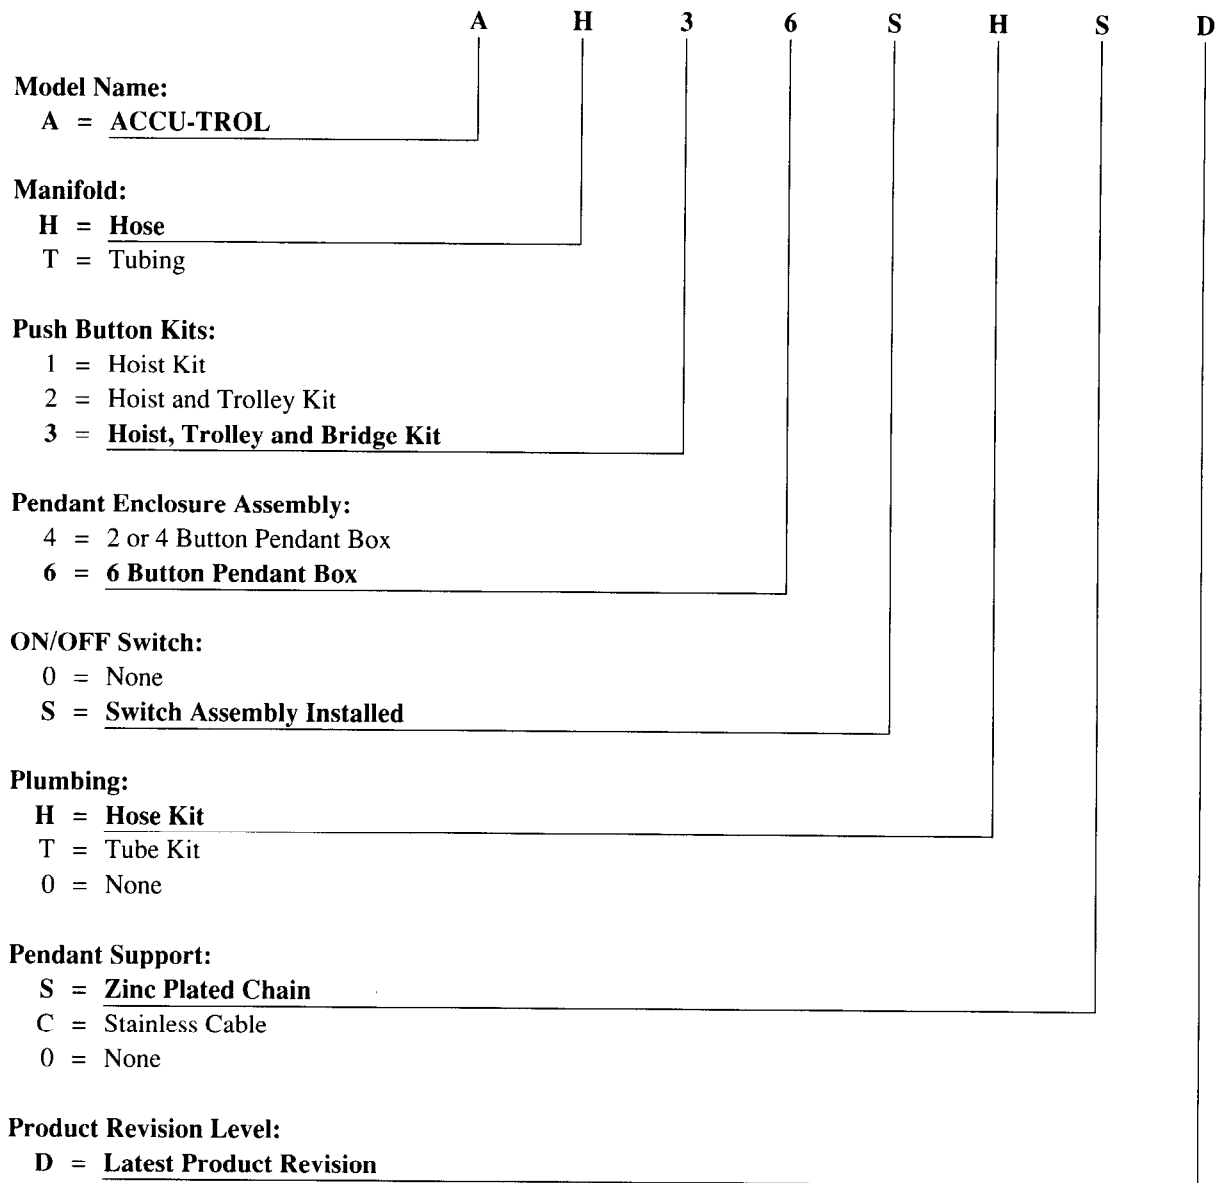 A H 3 6 S H S D
Model Name:
A = ACCU-TROL
Manifold:
H = Hose
T = Tubing
Push Button Kits:
1 = Hoist Kit
2 = Hoist and Trolley Kit
3 = Hoist, Trolley and Bridge Kit
Pendant Enclosure Assembly:
4 = 2 or 4 Button Pendant Box
6 = 6 Button Pendant Box
ON/OFF Switch:
0 = None
S = Switch Assembly Installed
Plumbing:
H = Hose Kit
T = Tube Kit
0 = None
Pendant Support:
S = Zinc Plated Chain
C = Stainless Cable
0 = None
Product Revision Level:
D = Latest Product Revision